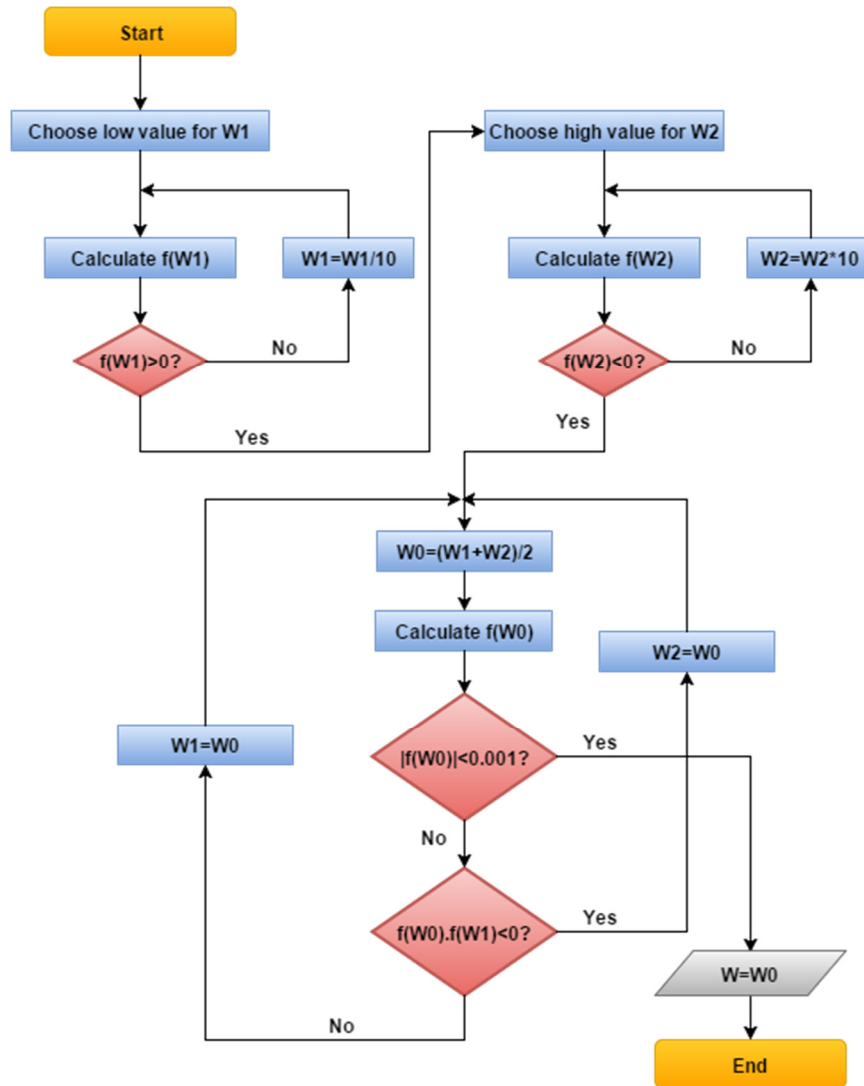 Start
Choose low value for W1
Choose high value for W2
Calculate f(W1)
W1=W1/10
Calculate f(W2)
W2=W2*10
f(W1)>0?
No
f(W2)<0?
No
Yes
Yes
W0=(W1+W2)/2
Calculate f(W0)
W2=W0
W1=W0
|f(W0)|<0.001?
Yes
No
f(W0).f(W1)<0?
Yes
W=W0
No
End